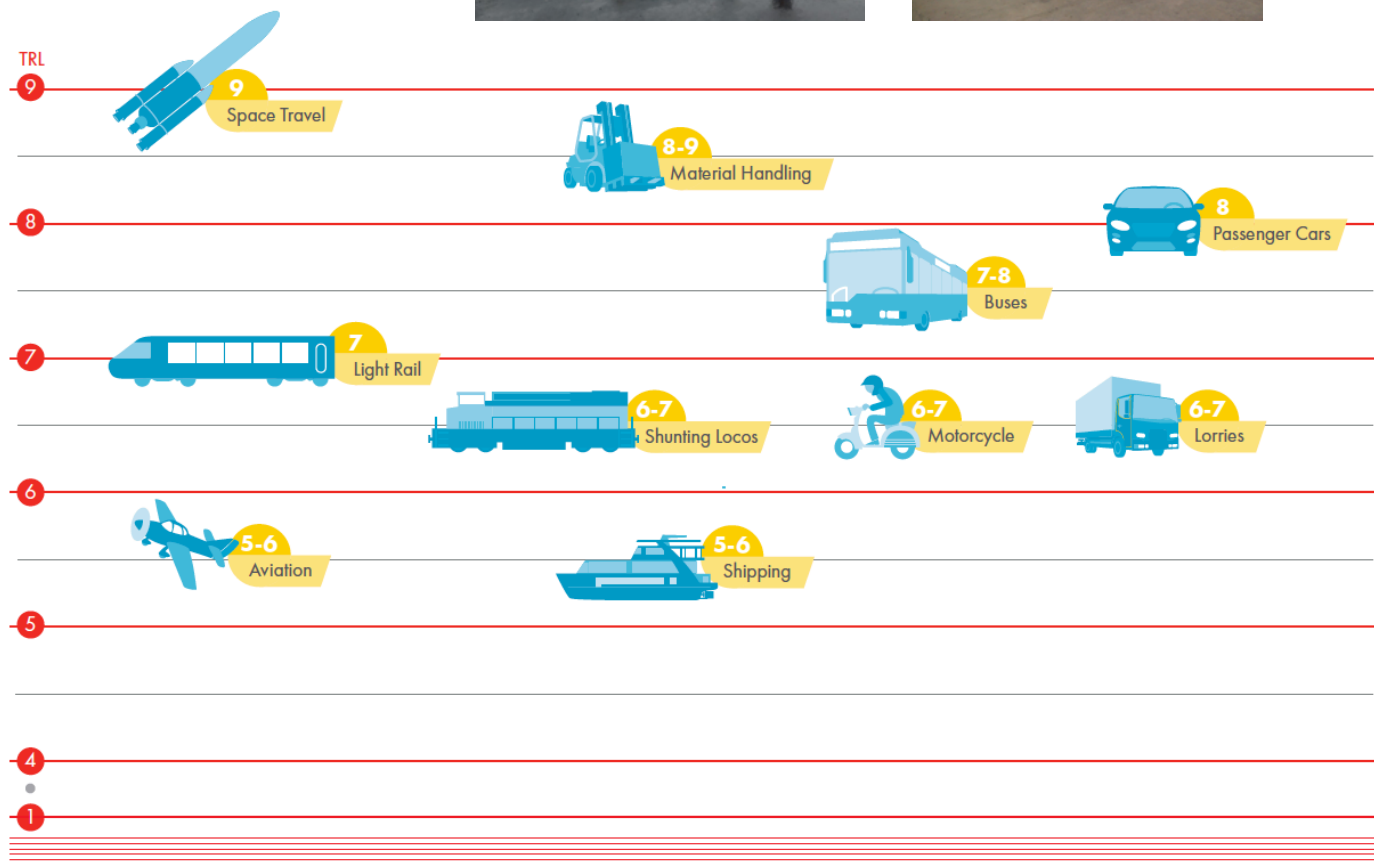 TRL
9
9
Space Travel
8-9
Material Handling
8
8
Passenger Cars
7-8
Buses
7
7
Light Rail
6-7
Shunting Locos
6-7
Motorcycle
6-7
Lorries
6
5-6
Aviation
5-6
Shipping
5
4
1